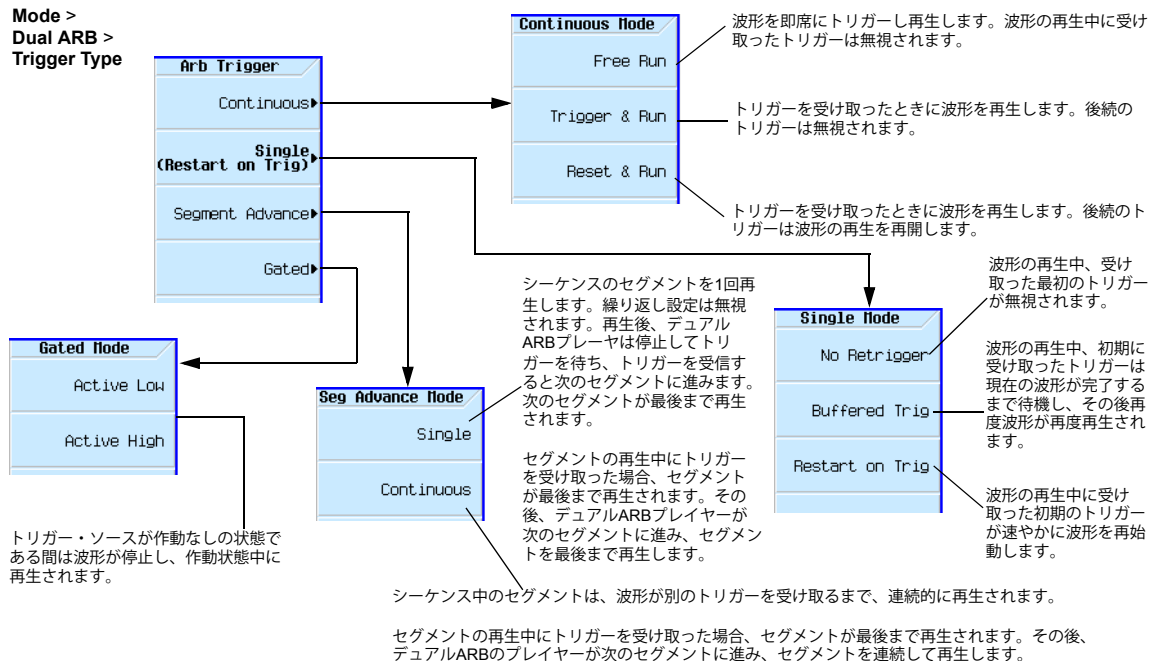 Mode >
Dual ARB >
Trigger Type
Arb Trigger
Continuous
Single
(Restart on Trig)
Segment Advance
Gated
Continuous Mode
Free Run
Trigger & Run
Reset & Run
波形を即席にトリガーし再生します。波形の再生中に受け
取ったトリガーは無視されます。
トリガーを受け取ったときに波形を再生します。後続の
トリガーは無視されます。
トリガーを受け取ったときに波形を再生します。後続のト
リガーは波形の再生を再開します。
Gated Mode
Active Low
Active High
トリガー・ソースが作動なしの状態で
ある間は波形が停止し、作動状態中に
再生されます。
Seg Advance Mode
Single
Continuous
シーケンスのセグメントを1回再
生します。繰り返し設定は無視
されます。再生後、デュアル
ARBプレーヤは停止してトリ
ガーを待ち、トリガーを受信す
ると次のセグメントに進みます。
次のセグメントが最後まで再生
されます。
セグメントの再生中にトリガー
を受け取った場合、セグメント
が最後まで再生されます。その
後、デュアルARBプレイヤーが
次のセグメントに進み、セグメン
トを最後まで再生します。
Single Mode
No Retrigger
Buffered Trig
Restart on Trig
波形の再生中、受け
取った最初のトリガー
が無視されます。
波形の再生中、初期に
受け取ったトリガーは
現在の波形が完了する
まで待機し、その後再
度波形が再度再生され
ます。
波形の再生中に受け
取った初期のトリガー
が速やかに波形を再始
動します。
シーケンス中のセグメントは、波形が別のトリガーを受け取るまで、連続的に再生されます。
セグメントの再生中にトリガーを受け取った場合、セグメントが最後まで再生されます。その後、
デュアルARBのプレイヤーが次のセグメントに進み、セグメントを連続して再生します。